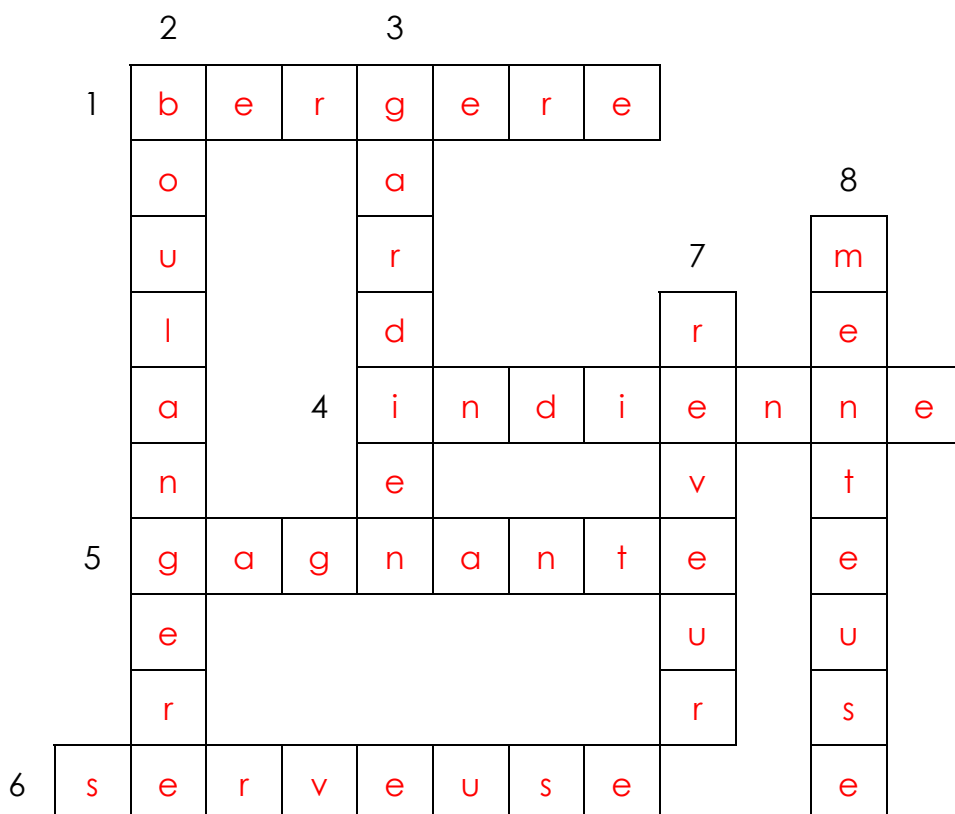 2 3
1 b e r g e r e
o a 8
u r 7 m
l d r e
a 4 i n d i e n n e
n e v t
5 g a g n a n t e e
e u u
r r s
6 s e r v e u s e e